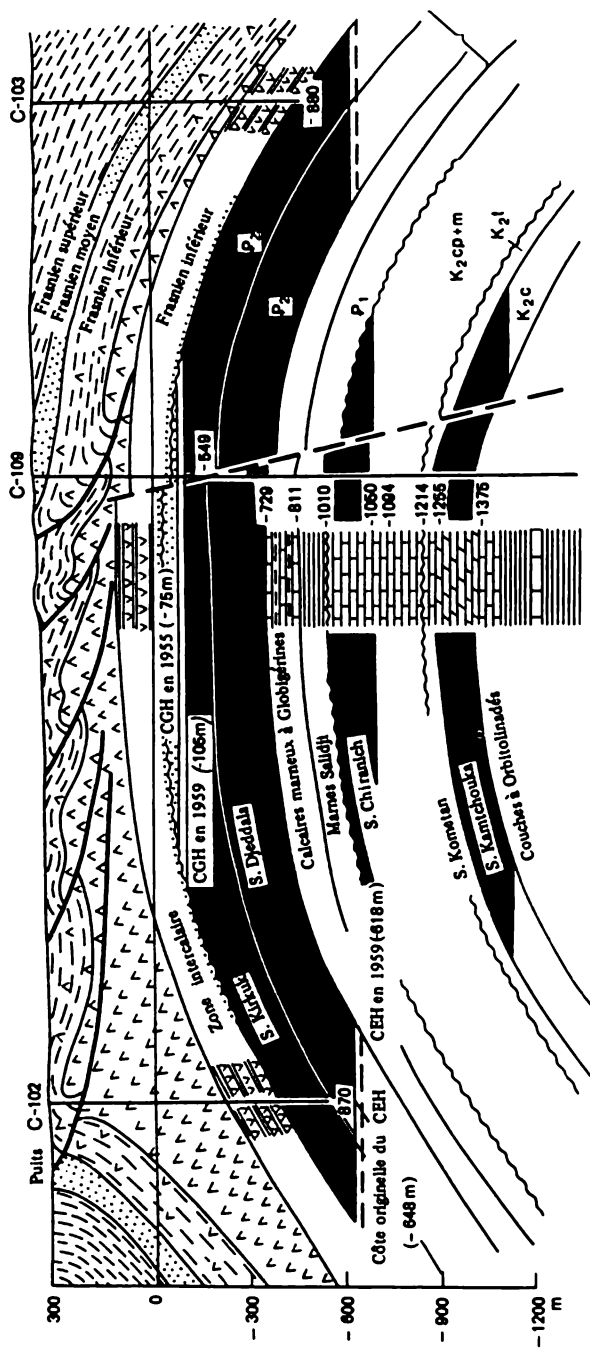 Puits
C-102
C-109
C-103
300
0
- 300
- 600
- 900
- 1200
m
Frasnien supérieur
Frasnien moyen
Frasnien inférieur
Frasnien inférieur
Zone intercalaire
CGH en 1955 (-75m)
CGH en 1959 (-106m)
S. Kirkuk
S. Djeddala
Calcaires marneux à Globigérines
Marnes Salidji
S. Chiranich
S. Kometan
S. Kamtchouka
Couches à Orbitolinadés
CEH en 1959 (-618m)
Côte originelle du CEH
(- 648 m)
870
-549
-729
-811
-1010
-1050
-1094
-1214
-1255
-1375
-880
P2
P2
P1
K2cp+m
K2t
K2c